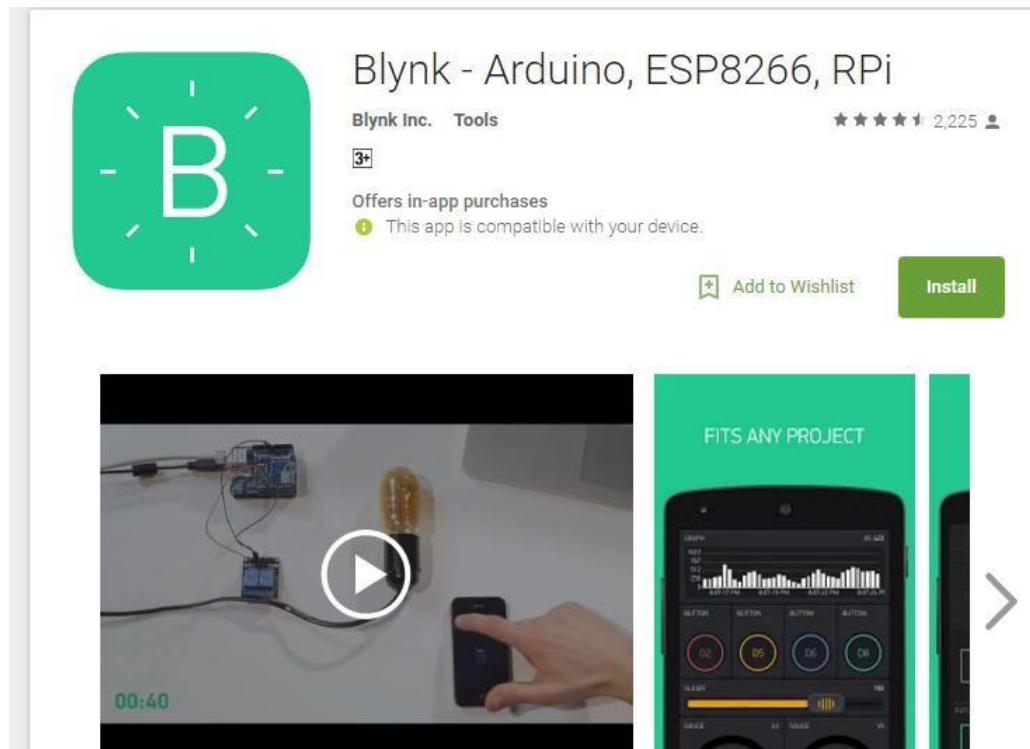 B
Blynk - Arduino, ESP8266, RPi
Blynk Inc. Tools
2,225
3+
Offers in-app purchases
This app is compatible with your device.
Add to Wishlist
Install
FITS ANY PROJECT
00:40
GRAPH
BUTTON BUTTON BUTTON BUTTON
D2 D5 D6 D8
SLIDER
GAUGE GAUGE